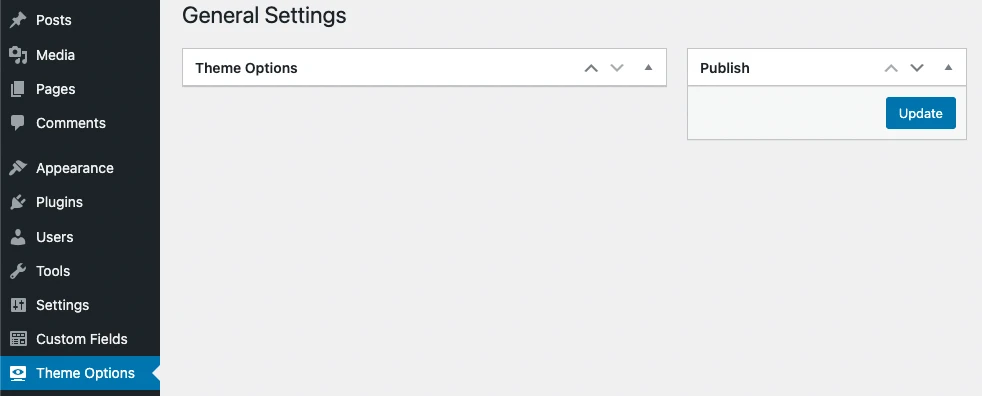 Posts
Media
Pages
Comments
Appearance
Plugins
Users
Tools
Settings
Custom Fields
Theme Options
General Settings
Theme Options
Publish
Update